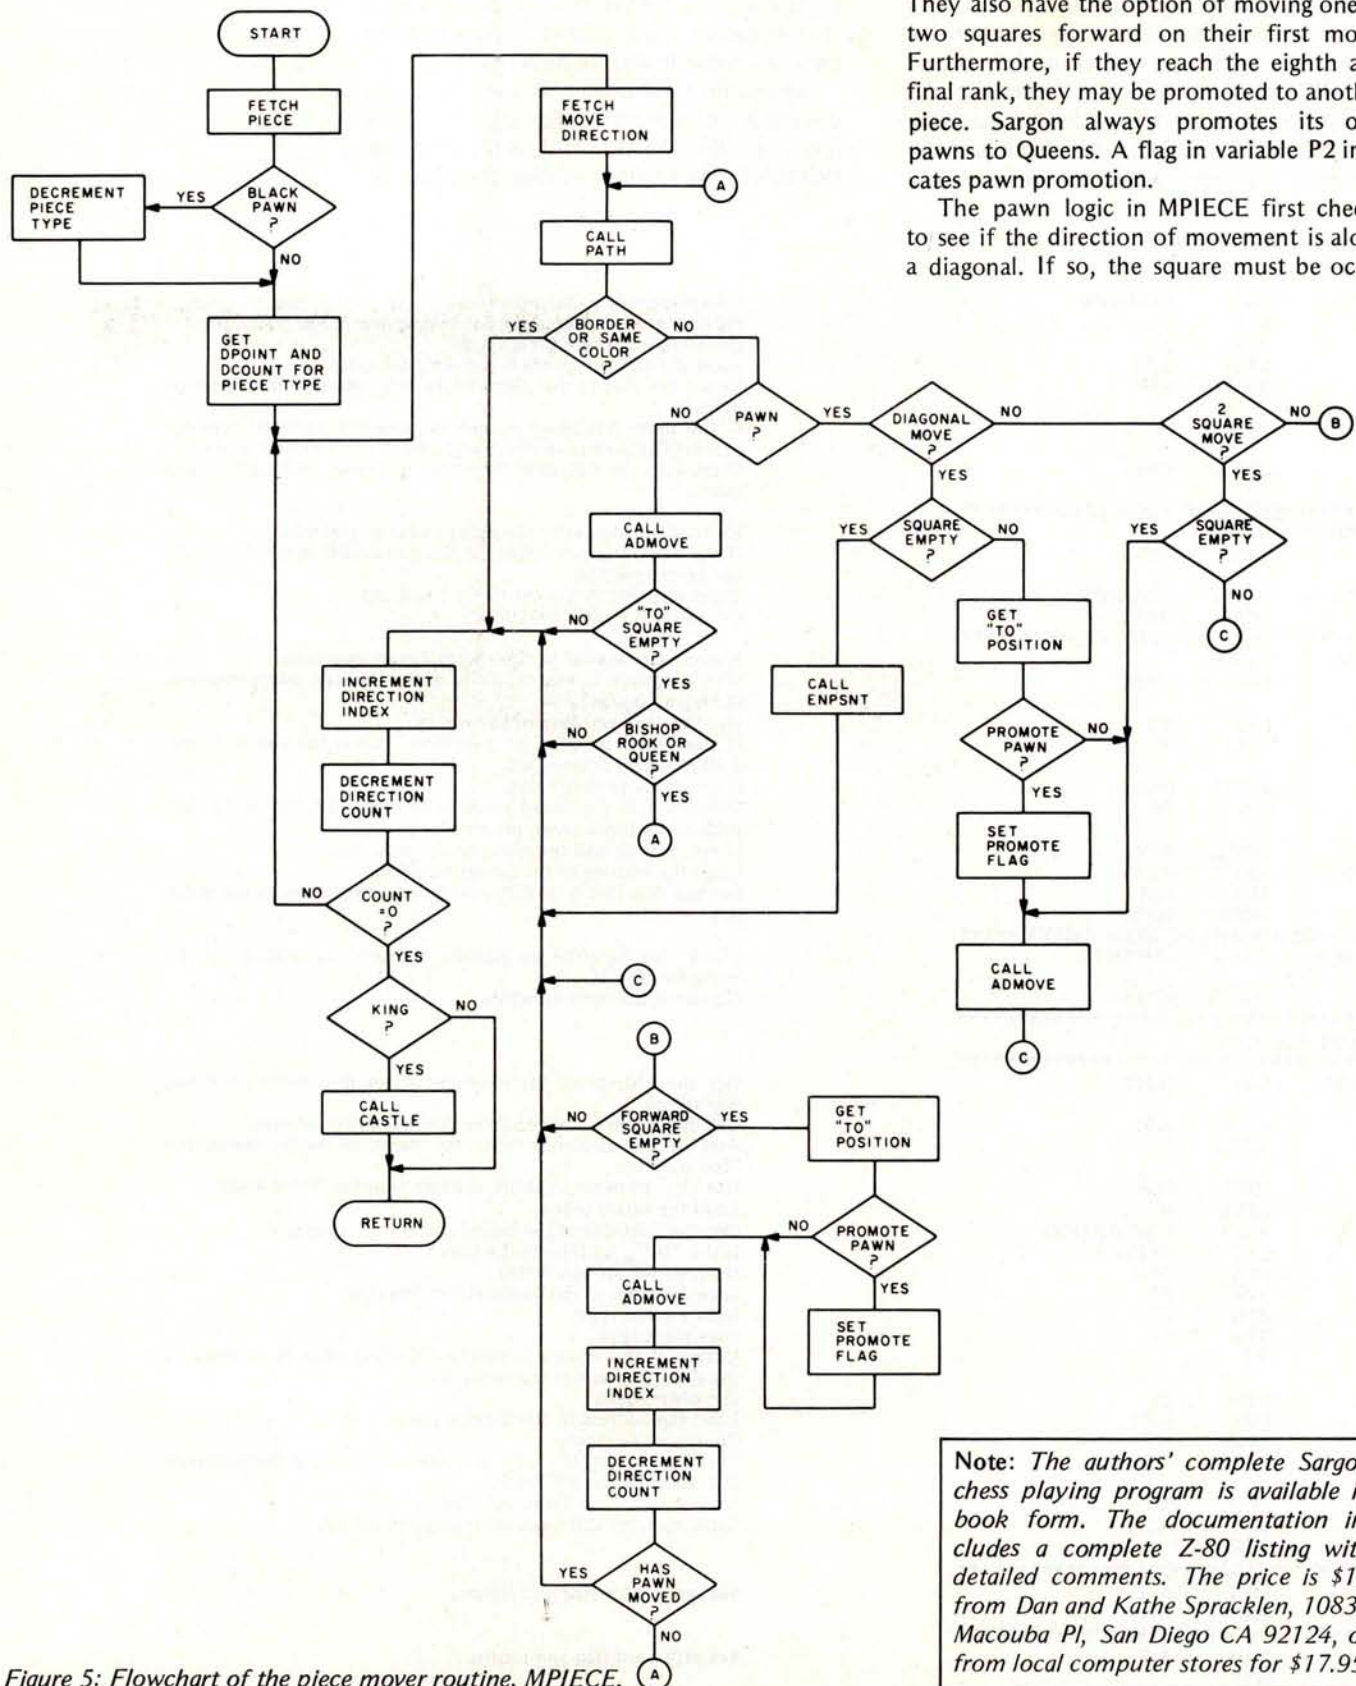 START
FETCH
PIECE
BLACK
PAWN
?
YES
NO
DECREMENT
PIECE
TYPE
GET
DPOINT AND
DCOUNT FOR
PIECE TYPE
FETCH
MOVE
DIRECTION
A
CALL
PATH
BORDER
OR SAME
COLOR
?
YES
NO
PAWN
?
NO
YES
DIAGONAL
MOVE
?
NO
YES
2
SQUARE
MOVE
?
NO
B
YES
SQUARE
EMPTY
?
YES
NO
C
SQUARE
EMPTY
?
YES
NO
GET
"TO"
POSITION
PROMOTE
PAWN
?
NO
YES
SET
PROMOTE
FLAG
CALL
ADMOVE
C
CALL
ENPSNT
CALL
ADMOVE
"TO"
SQUARE
EMPTY
?
NO
YES
BISHOP
ROOK OR
QUEEN
?
NO
YES
A
INCREMENT
DIRECTION
INDEX
DECREMENT
DIRECTION
COUNT
COUNT
=0
?
NO
YES
KING
?
NO
YES
CALL
CASTLE
RETURN
C
B
FORWARD
SQUARE
EMPTY
?
NO
YES
GET
"TO"
POSITION
PROMOTE
PAWN
?
NO
YES
SET
PROMOTE
FLAG
CALL
ADMOVE
INCREMENT
DIRECTION
INDEX
DECREMENT
DIRECTION
COUNT
HAS
PAWN
MOVED
?
YES
NO
A
Figure 5: Flowchart of the piece mover routine, MPIECE.
They also have the option of moving one
two squares forward on their first mo
Furthermore, if they reach the eighth a
final rank, they may be promoted to anoth
piece. Sargon always promotes its o
pawns to Queens. A flag in variable P2 in
cates pawn promotion.
The pawn logic in MPIECE first chec
to see if the direction of movement is alo
a diagonal. If so, the square must be oc
Note: The authors' complete Sargo
chess playing program is available i
book form. The documentation in
cludes a complete Z-80 listing wit
detailed comments. The price is $1
from Dan and Kathe Spracklen, 1083
Macouba Pl, San Diego CA 92124, o
from local computer stores for $17.95